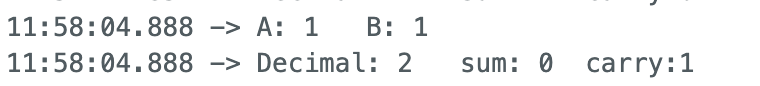 11:58:04.888 -> A: 1   B: 1
11:58:04.888 -> Decimal: 2   sum: 0  carry:1